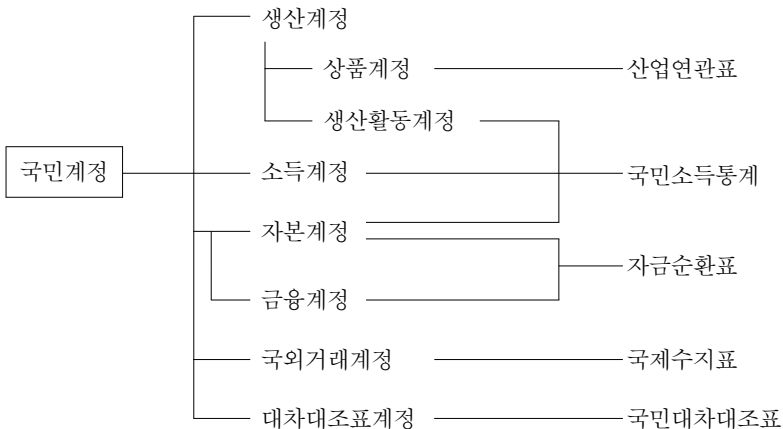 생산계정
상품계정 산업연관표
생산활동계정
국민계정 소득계정 국민소득통계
자본계정
자금순환표
금융계정
국외거래계정 국제수지표
대차대조표계정 국민대차대조표